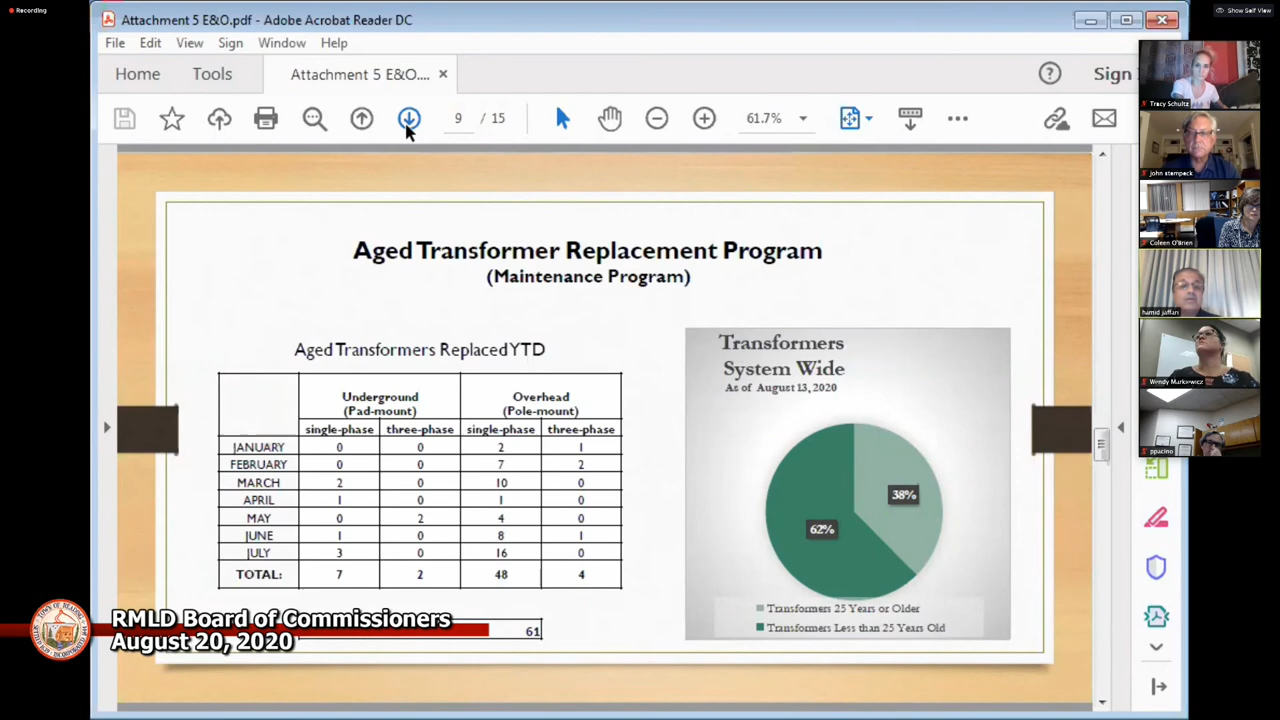 Recording
Show Self View
Attachment 5 E&O.pdf - Adobe Acrobat Reader DC
File Edit View Sign Window Help
Home Tools Attachment 5 E&O.... × ? Sign
9 / 15 61.7%
Aged Transformer Replacement Program
(Maintenance Program)
Aged Transformers Replaced YTD
Underground (Pad-mount) Overhead (Pole-mount)
single-phase three-phase single-phase three-phase
JANUARY 0 0 2 1
FEBRUARY 0 0 7 2
MARCH 2 0 10 0
APRIL 1 0 1 0
MAY 0 2 4 0
JUNE 1 0 8 1
JULY 3 0 16 0
TOTAL: 7 2 48 4
61
Transformers
System Wide
As of August 13, 2020
38%
62%
Transformers 25 Years or Older
Transformers Less than 25 Years Old
RMLD Board of Commissioners
August 20, 2020
Tracy Schultz
john stempeck
Coleen O'Brien
hamid jaffari
Wendy Markiewicz
ppacino